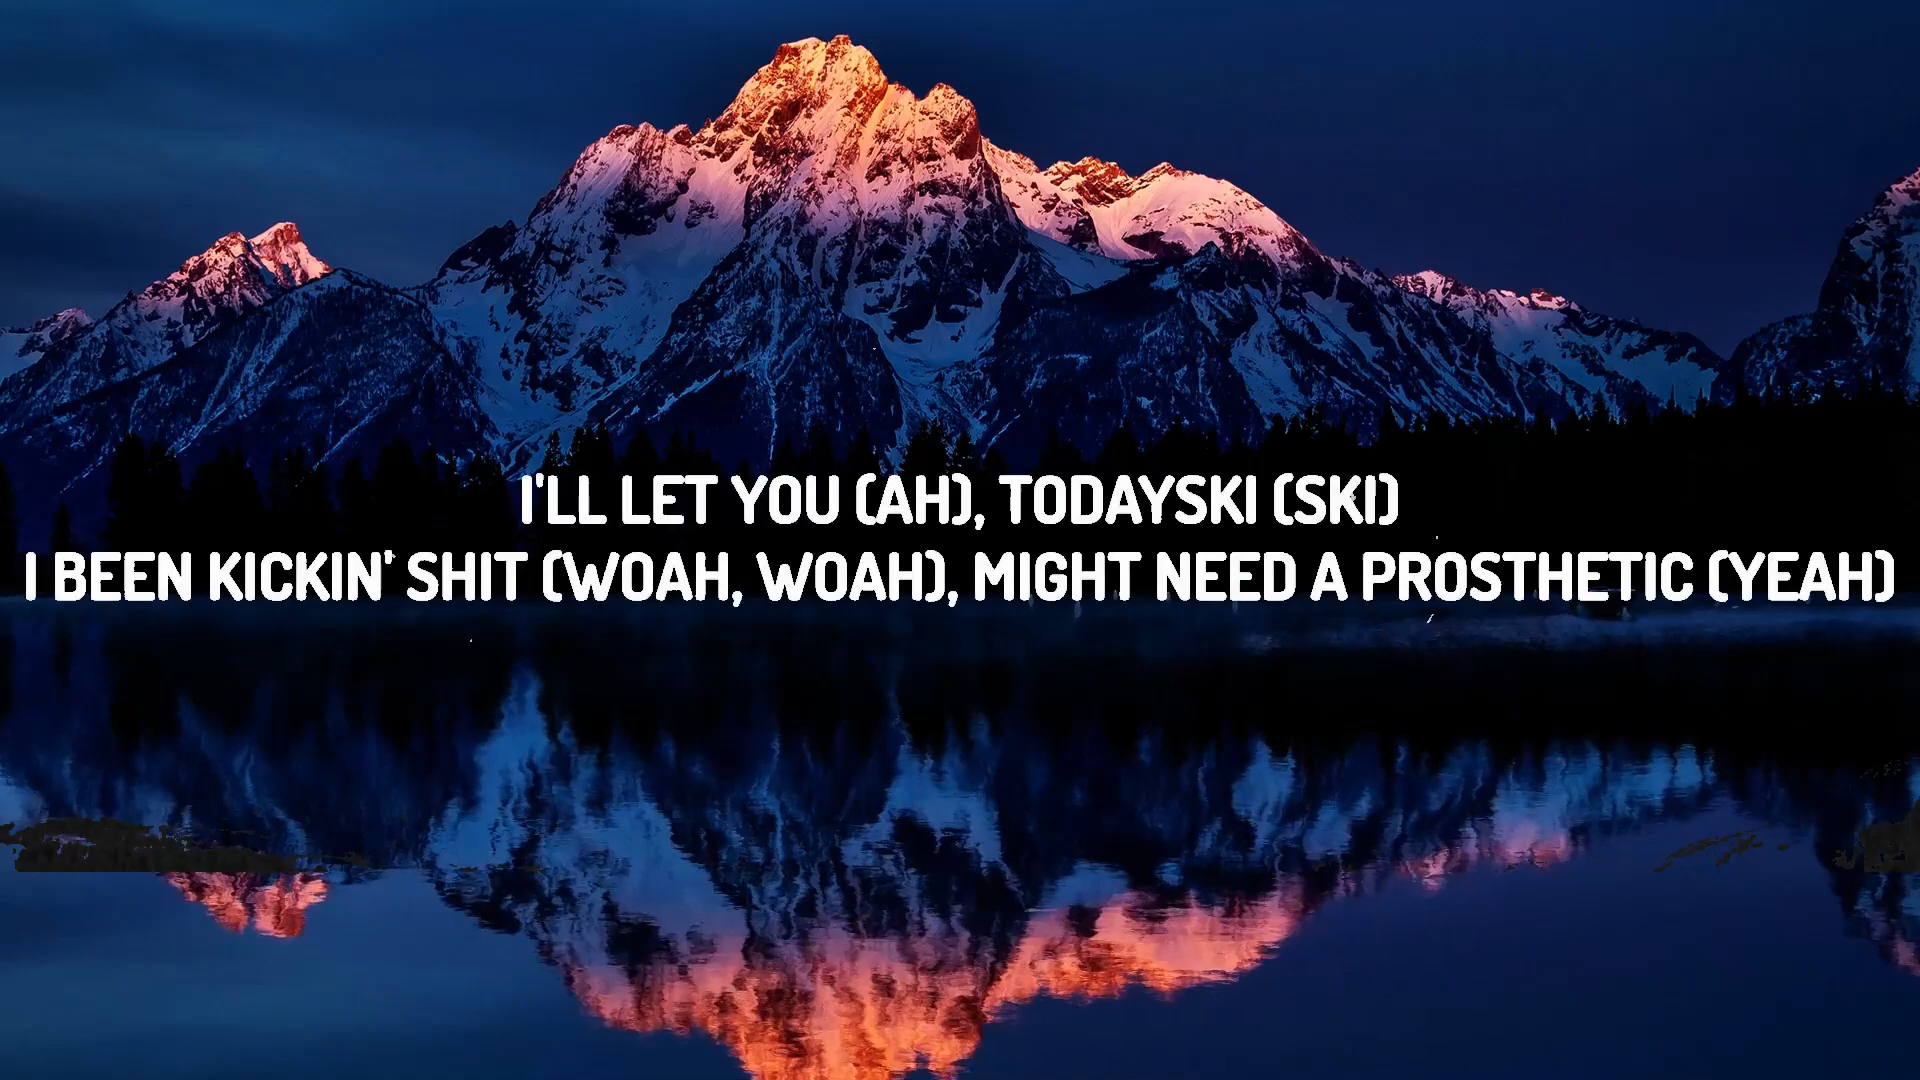 I'LL LET YOU (AH), TODAYSKI (SKI)
I BEEN KICKIN' SHIT (WOAH, WOAH), MIGHT NEED A PROSTHETIC (YEAH)